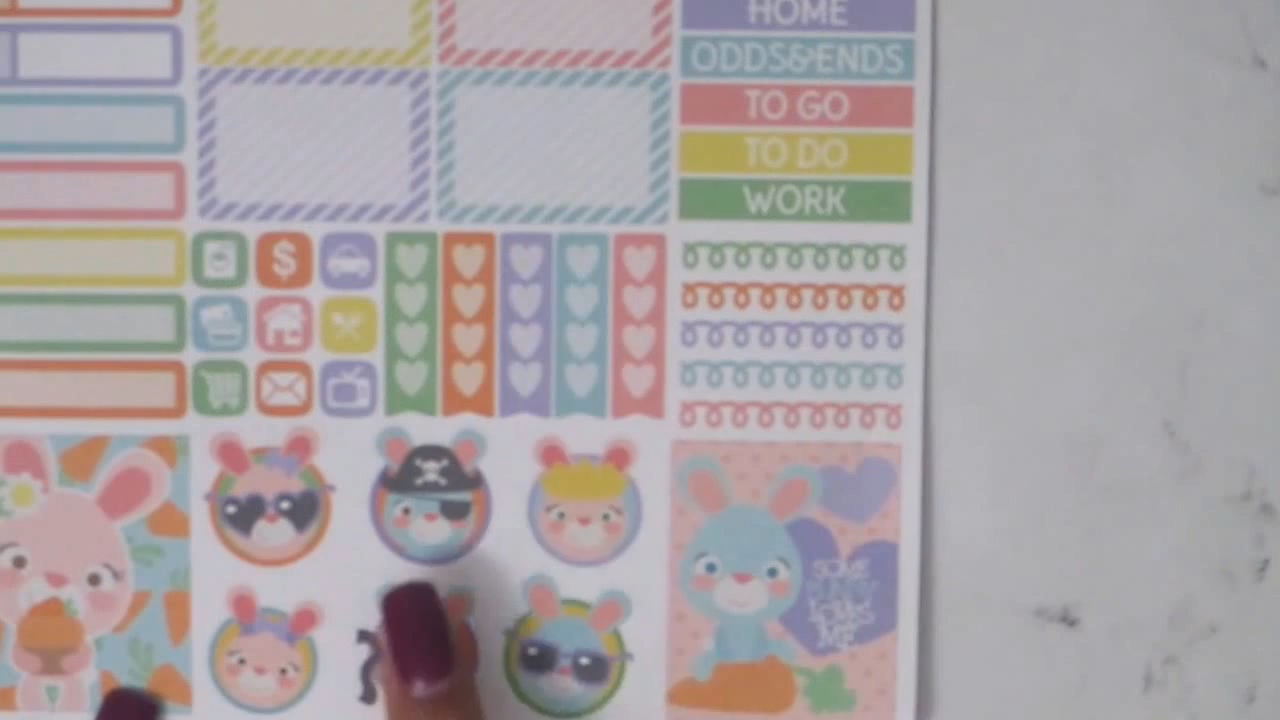 HOME
ODDS&ENDS
TO GO
TO DO
WORK
$
SOME
BUNNY
LOVES
ME